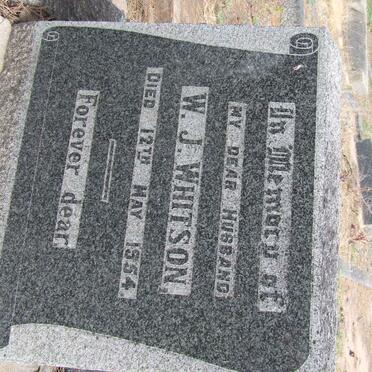 In Memory of
MY DEAR HUSBAND
W. J. WHITSON
DIED 12TH MAY 1954
Forever dear